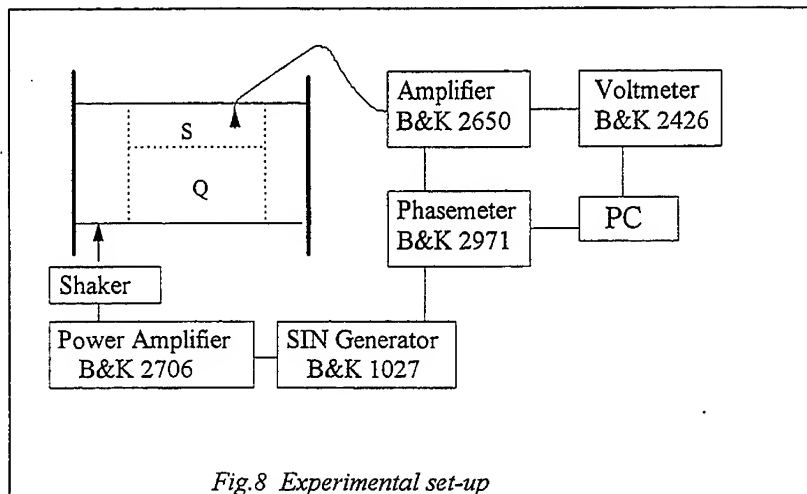 Amplifier
B&K 2650
Voltmeter
B&K 2426
S
Q
Phasemeter
B&K 2971
PC
Shaker
Power Amplifier
B&K 2706
SIN Generator
B&K 1027
Fig.8 Experimental set-up